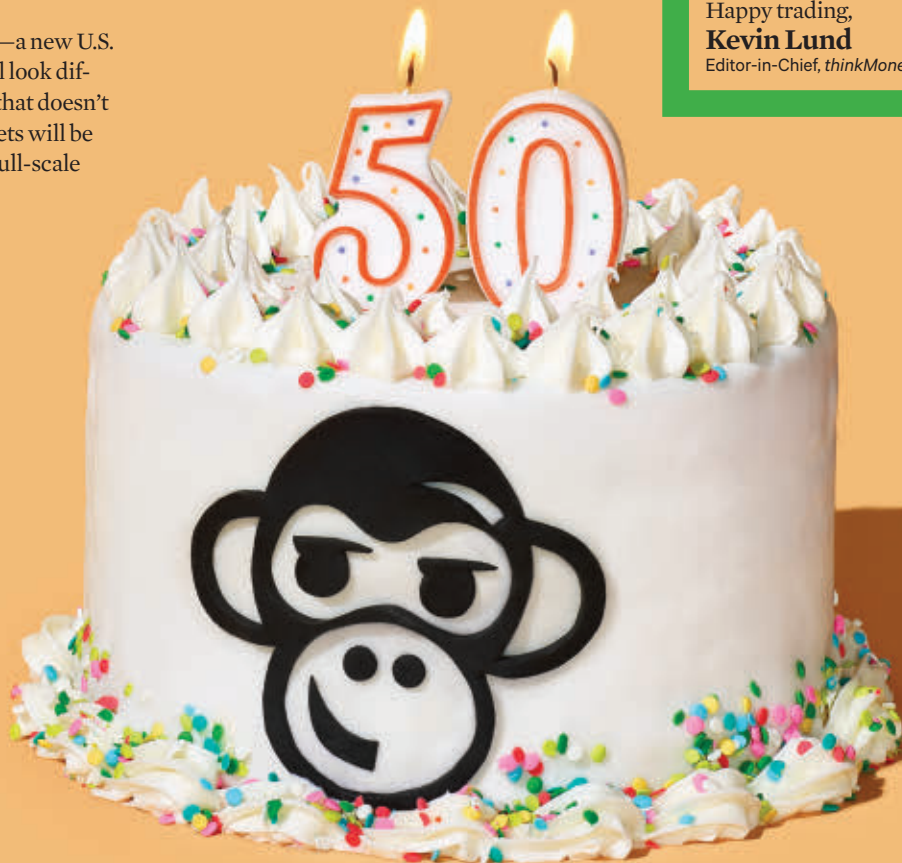 —a new U.S.
l look dif-
that doesn't
ets will be
ull-scale
Happy trading,
Kevin Lund
Editor-in-Chief, thinkMone
50